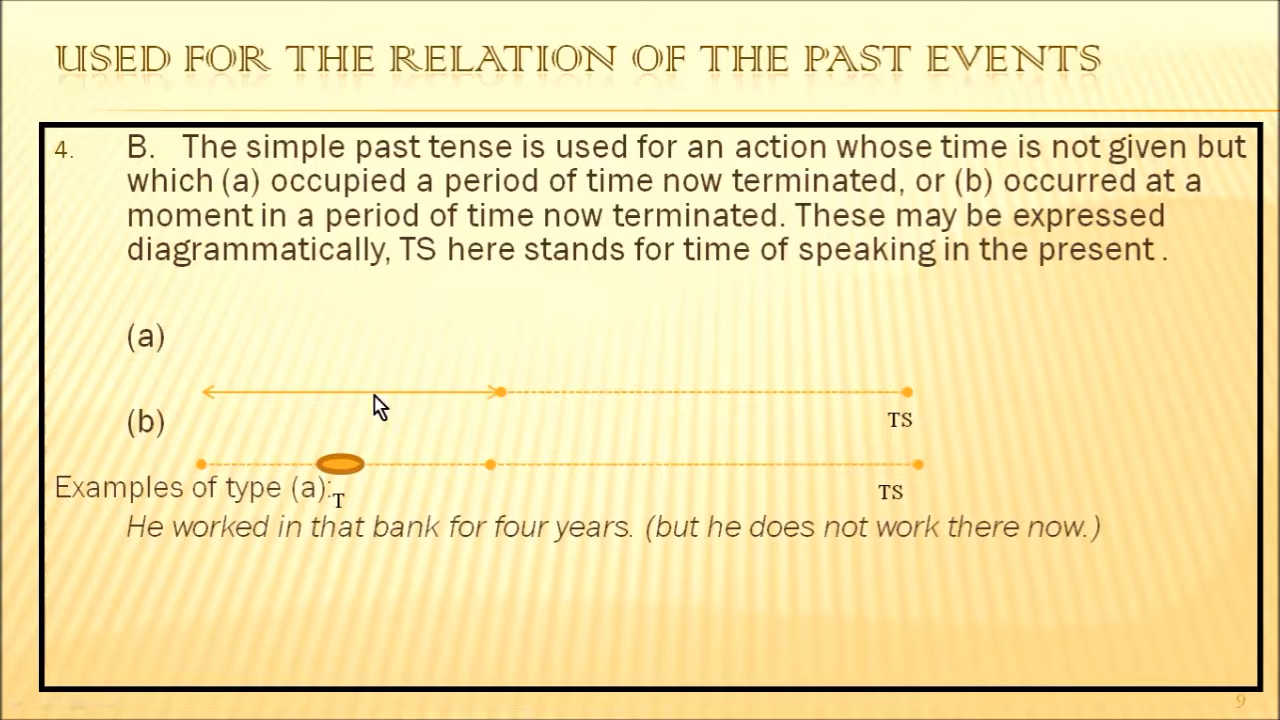 USED FOR THE RELATION OF THE PAST EVENTS
4. B. The simple past tense is used for an action whose time is not given but
which (a) occupied a period of time now terminated, or (b) occurred at a
moment in a period of time now terminated. These may be expressed
diagrammatically, TS here stands for time of speaking in the present .
(a)
TS
(b)
T
TS
Examples of type (a):
He worked in that bank for four years. (but he does not work there now.)
9